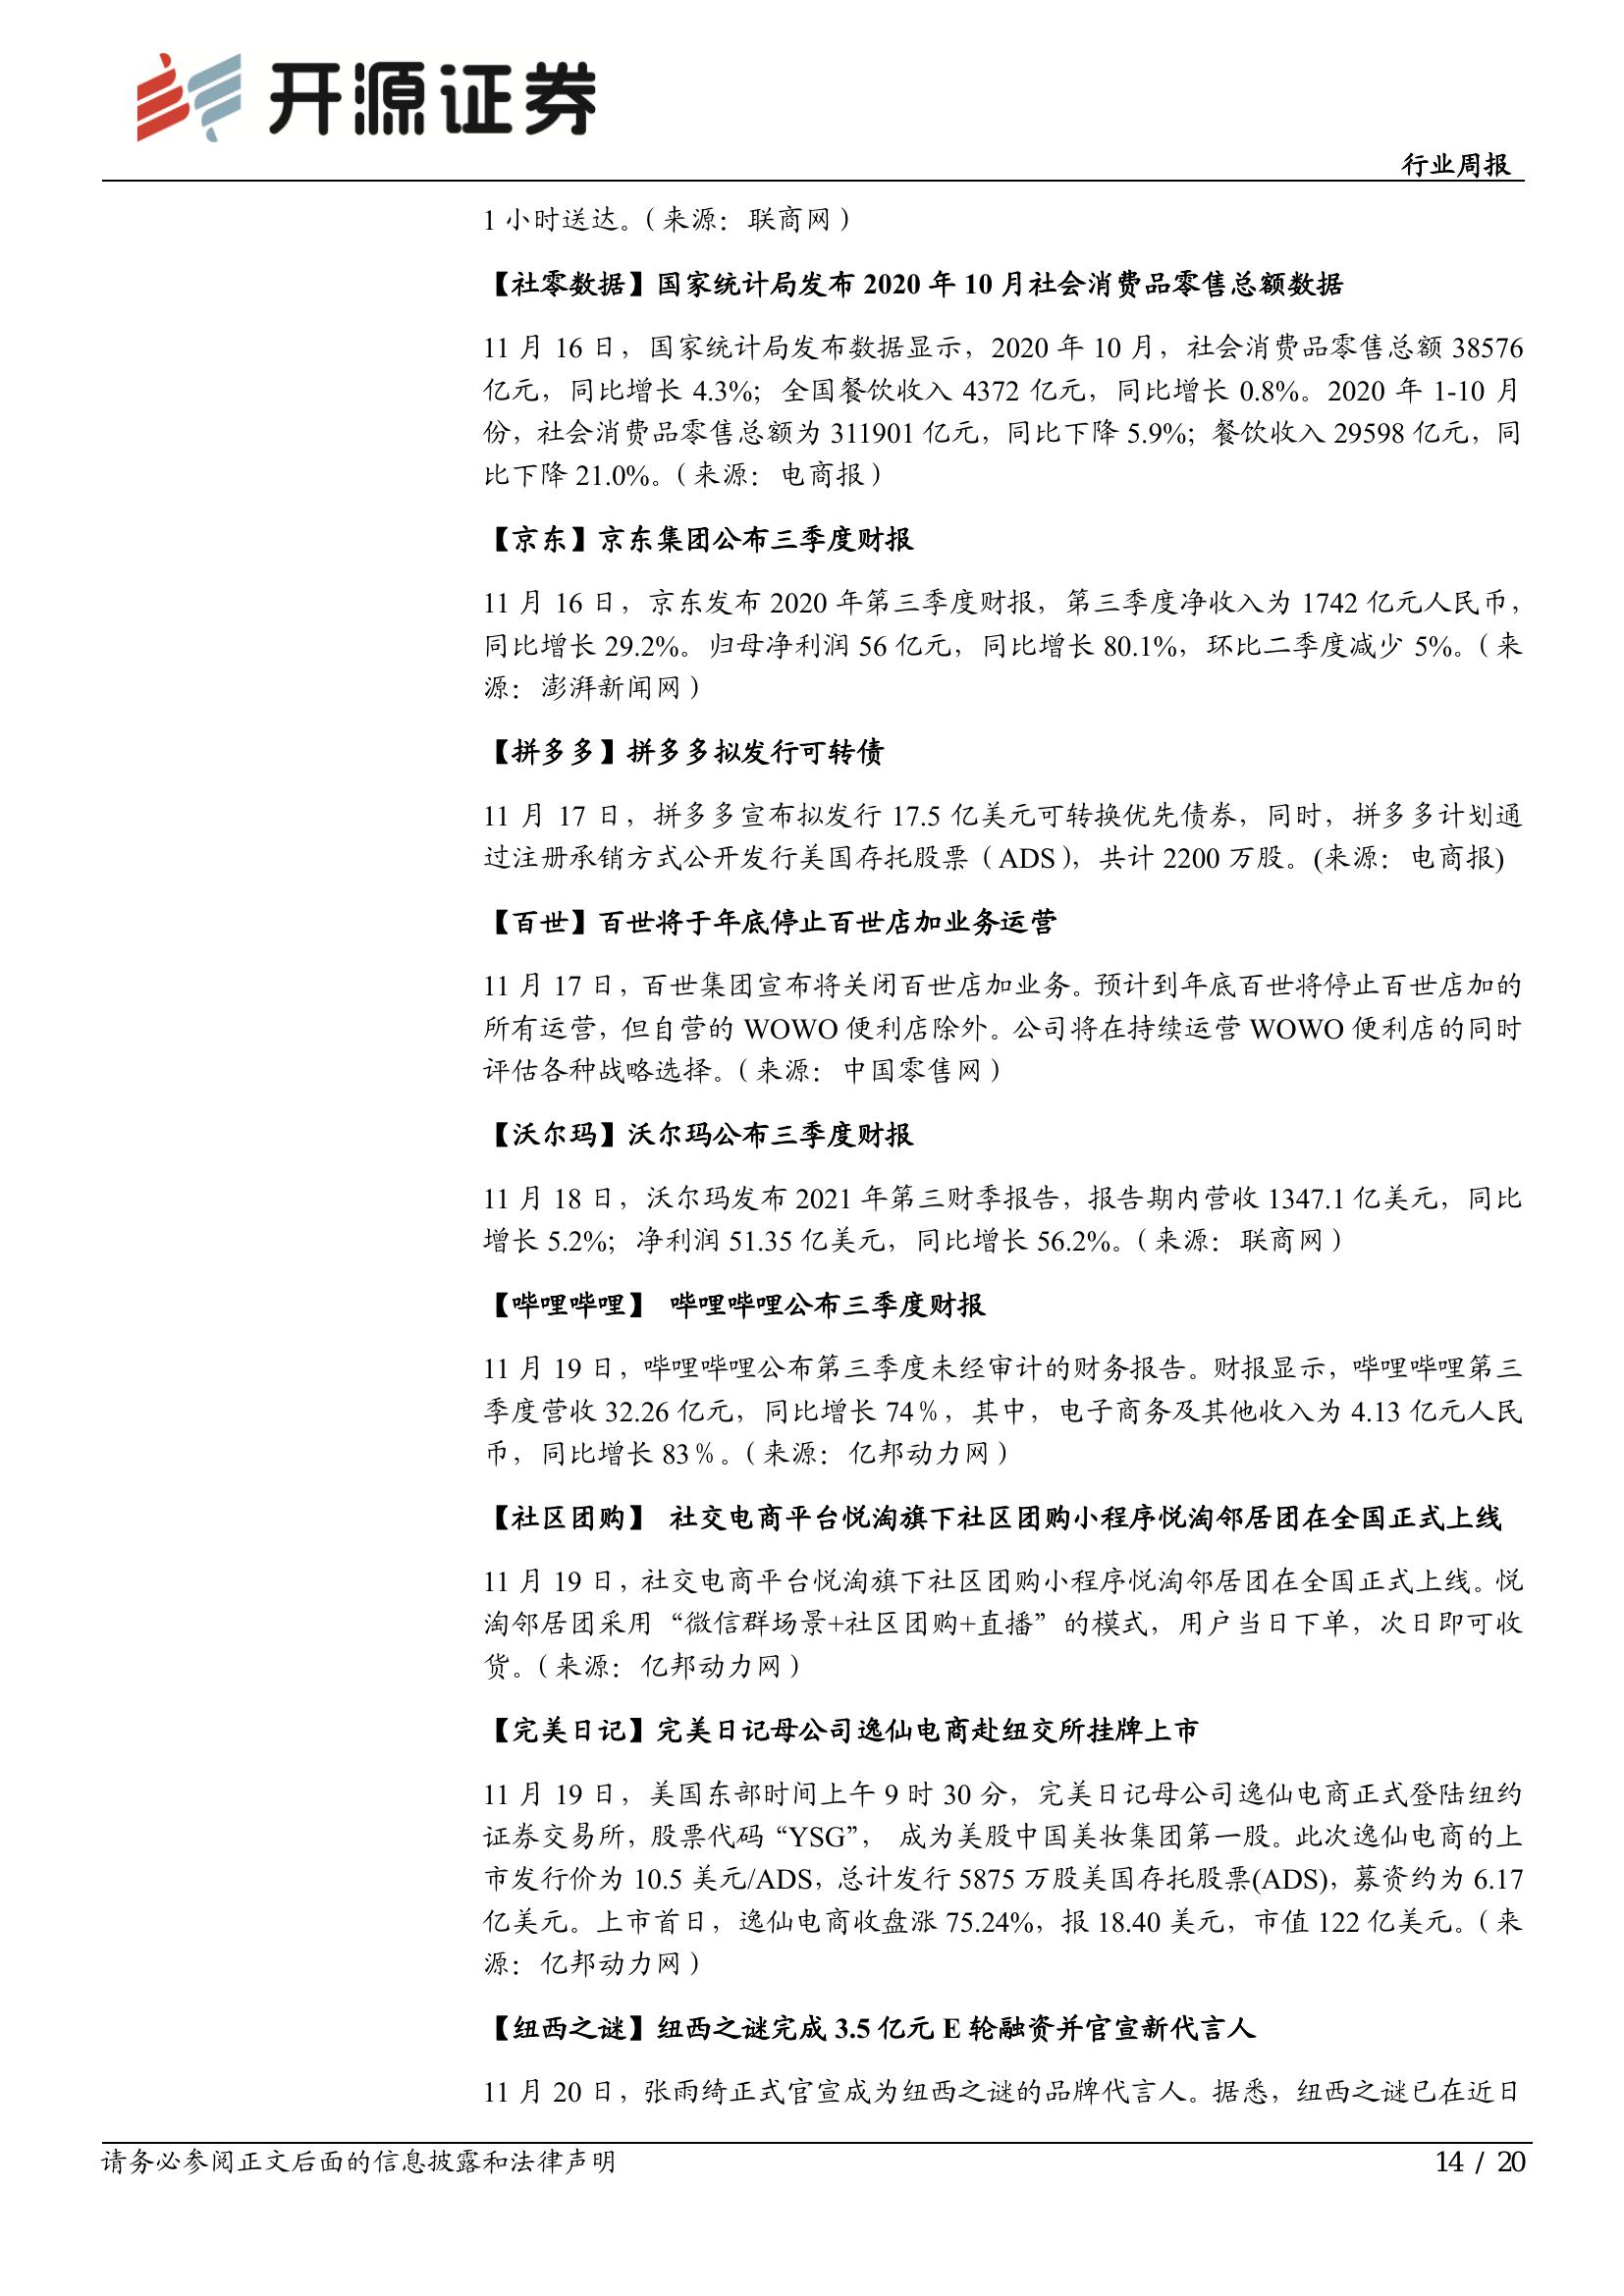 开源证券
行业周报
1 小时送达。（来源：联商网）
【社零数据】国家统计局发布 2020 年 10 月社会消费品零售总额数据
11 月 16 日，国家统计局发布数据显示，2020 年 10 月，社会消费品零售总额 38576
亿元，同比增长 4.3%；全国餐饮收入 4372 亿元，同比增长 0.8%。2020 年 1-10 月
份，社会消费品零售总额为 311901 亿元，同比下降 5.9%；餐饮收入 29598 亿元，同
比下降 21.0%。（来源：电商报）
【京东】京东集团公布三季度财报
11 月 16 日，京东发布 2020 年第三季度财报，第三季度净收入为 1742 亿元人民币，
同比增长 29.2%。归母净利润 56 亿元，同比增长 80.1%，环比二季度减少 5%。（来
源：澎湃新闻网）
【拼多多】拼多多拟发行可转债
11 月 17 日，拼多多宣布拟发行 17.5 亿美元可转换优先债券，同时，拼多多计划通
过注册承销方式公开发行美国存托股票（ADS），共计 2200 万股。(来源：电商报)
【百世】百世将于年底停止百世店加业务运营
11 月 17 日，百世集团宣布将关闭百世店加业务。预计到年底百世将停止百世店加的
所有运营，但自营的 WOWO 便利店除外。公司将在持续运营 WOWO 便利店的同时
评估各种战略选择。（来源：中国零售网）
【沃尔玛】沃尔玛公布三季度财报
11 月 18 日，沃尔玛发布 2021 年第三财季报告，报告期内营收 1347.1 亿美元，同比
增长 5.2%；净利润 51.35 亿美元，同比增长 56.2%。（来源：联商网）
【哔哩哔哩】 哔哩哔哩公布三季度财报
11 月 19 日，哔哩哔哩公布第三季度未经审计的财务报告。财报显示，哔哩哔哩第三
季度营收 32.26 亿元，同比增长 74％，其中，电子商务及其他收入为 4.13 亿元人民
币，同比增长 83％。（来源：亿邦动力网）
【社区团购】 社交电商平台悦淘旗下社区团购小程序悦淘邻居团在全国正式上线
11 月 19 日，社交电商平台悦淘旗下社区团购小程序悦淘邻居团在全国正式上线。悦
淘邻居团采用“微信群场景+社区团购+直播”的模式，用户当日下单，次日即可收
货。（来源：亿邦动力网）
【完美日记】完美日记母公司逸仙电商赴纽交所挂牌上市
11 月 19 日，美国东部时间上午 9 时 30 分，完美日记母公司逸仙电商正式登陆纽约
证券交易所，股票代码“YSG”， 成为美股中国美妆集团第一股。此次逸仙电商的上
市发行价为 10.5 美元/ADS，总计发行 5875 万股美国存托股票(ADS)，募资约为 6.17
亿美元。上市首日，逸仙电商收盘涨 75.24%，报 18.40 美元，市值 122 亿美元。（来
源：亿邦动力网）
【纽西之谜】纽西之谜完成 3.5 亿元 E 轮融资并官宣新代言人
11 月 20 日，张雨绮正式官宣成为纽西之谜的品牌代言人。据悉，纽西之谜已在近日
请务必参阅正文后面的信息披露和法律声明
14 / 20